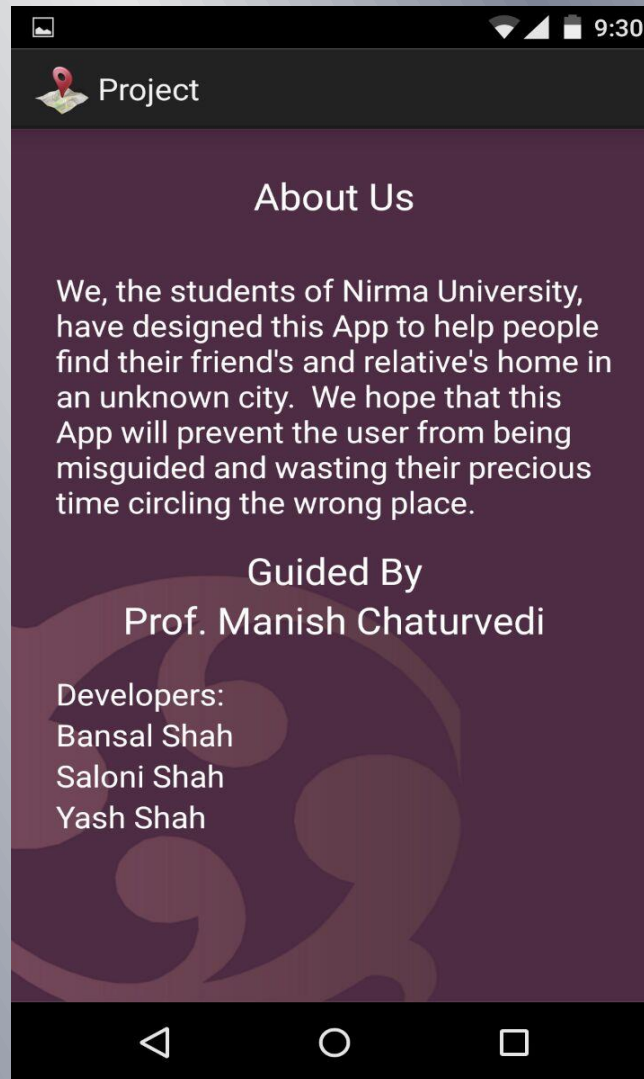 9:30
Project
About Us
We, the students of Nirma University,
have designed this App to help people
find their friend's and relative's home in
an unknown city.  We hope that this
App will prevent the user from being
misguided and wasting their precious
time circling the wrong place.
Guided By
Prof. Manish Chaturvedi
Developers:
Bansal Shah
Saloni Shah
Yash Shah